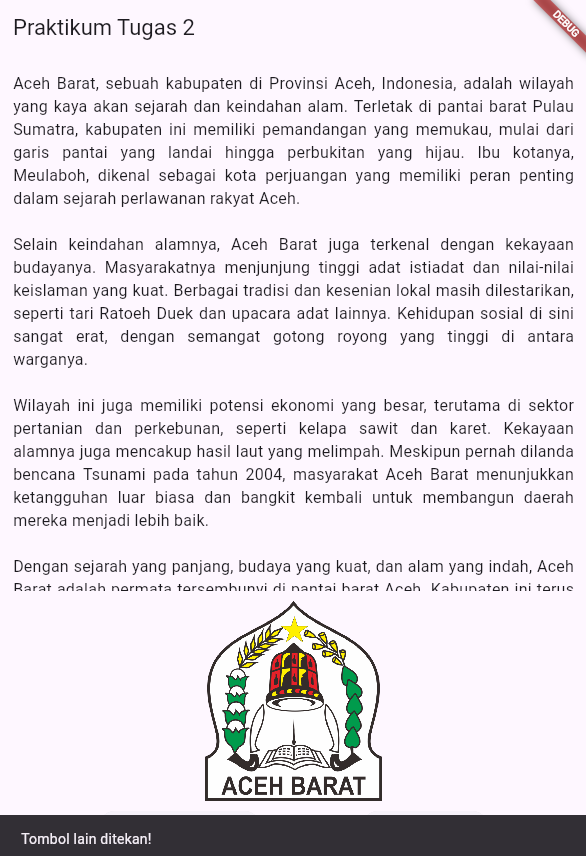 Praktikum Tugas 2
DEBUG
Aceh Barat, sebuah kabupaten di Provinsi Aceh, Indonesia, adalah wilayah
yang kaya akan sejarah dan keindahan alam. Terletak di pantai barat Pulau
Sumatra, kabupaten ini memiliki pemandangan yang memukau, mulai dari
garis pantai yang landai hingga perbukitan yang hijau. Ibu kotanya,
Meulaboh, dikenal sebagai kota perjuangan yang memiliki peran penting
dalam sejarah perlawanan rakyat Aceh.
Selain keindahan alamnya, Aceh Barat juga terkenal dengan kekayaan
budayanya. Masyarakatnya menjunjung tinggi adat istiadat dan nilai-nilai
keislaman yang kuat. Berbagai tradisi dan kesenian lokal masih dilestarikan,
seperti tari Ratoeh Duek dan upacara adat lainnya. Kehidupan sosial di sini
sangat erat, dengan semangat gotong royong yang tinggi di antara
warganya.
Wilayah ini juga memiliki potensi ekonomi yang besar, terutama di sektor
pertanian dan perkebunan, seperti kelapa sawit dan karet. Kekayaan
alamnya juga mencakup hasil laut yang melimpah. Meskipun pernah dilanda
bencana Tsunami pada tahun 2004, masyarakat Aceh Barat menunjukkan
ketangguhan luar biasa dan bangkit kembali untuk membangun daerah
mereka menjadi lebih baik.
Dengan sejarah yang panjang, budaya yang kuat, dan alam yang indah, Aceh
Barat adalah permata tersembunyi di pantai barat Aceh. Kabupaten ini terus
ACEH BARAT
Tombol lain ditekan!